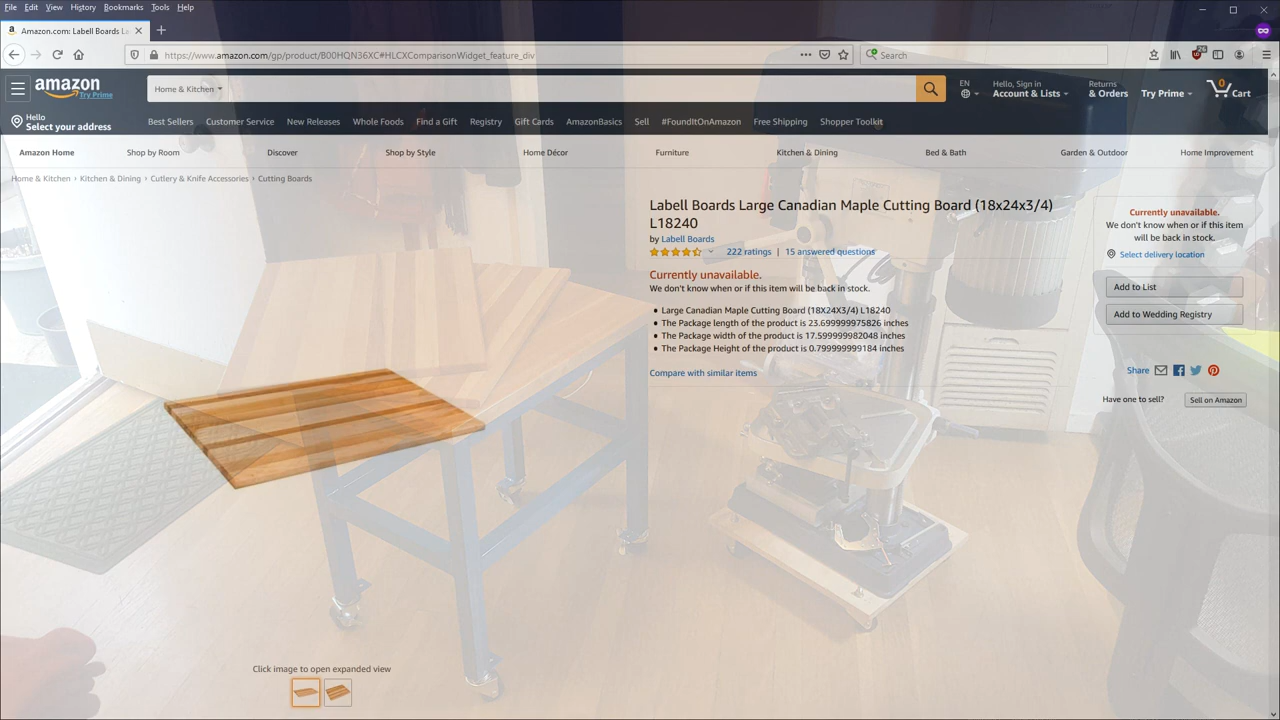 File Edit View History Bookmarks Tools Help
Amazon.com: Labell Boards La
https://www.amazon.com/gp/product/B00HQN36XC#HLCXComparisonWidget_feature_div
Search
amazon
Try Prime
Home & Kitchen
EN
Hello, Sign in
Account & Lists
Returns
& Orders
Try Prime
0
Cart
Hello
Select your address
Best Sellers Customer Service New Releases Whole Foods Find a Gift Registry Gift Cards AmazonBasics Sell #FoundItOnAmazon Free Shipping Shopper Toolkit
Amazon Home Shop by Room Discover Shop by Style Home Décor Furniture Kitchen & Dining Bed & Bath Garden & Outdoor Home Improvement
Home & Kitchen › Kitchen & Dining › Cutlery & Knife Accessories › Cutting Boards
Labell Boards Large Canadian Maple Cutting Board (18x24x3/4)
L18240
by Labell Boards
222 ratings | 15 answered questions
Currently unavailable.
We don't know when or if this item will be back in stock.
• Large Canadian Maple Cutting Board (18X24X3/4) L18240
• The Package length of the product is 23.699999975826 inches
• The Package width of the product is 17.599999982048 inches
• The Package Height of the product is 0.799999999184 inches
Compare with similar items
Currently unavailable.
We don't know when or if this item
will be back in stock.
Select delivery location
Add to List
Add to Wedding Registry
Share
Have one to sell?
Sell on Amazon
Click image to open expanded view